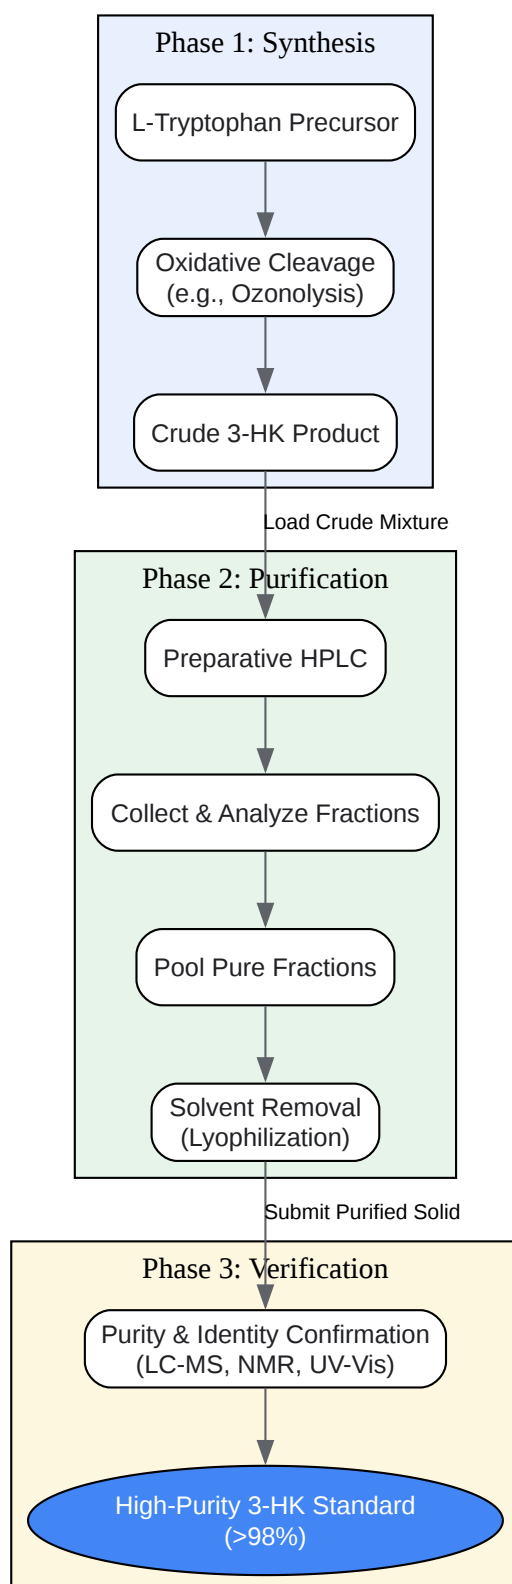 Phase 1: Synthesis
L-Tryptophan Precursor
Oxidative Cleavage
(e.g., Ozonolysis)
Crude 3-HK Product
Load Crude Mixture
Phase 2: Purification
Preparative HPLC
Collect & Analyze Fractions
Pool Pure Fractions
Solvent Removal
(Lyophilization)
Submit Purified Solid
Phase 3: Verification
Purity & Identity Confirmation
(LC-MS, NMR, UV-Vis)
High-Purity 3-HK Standard
(>98%)